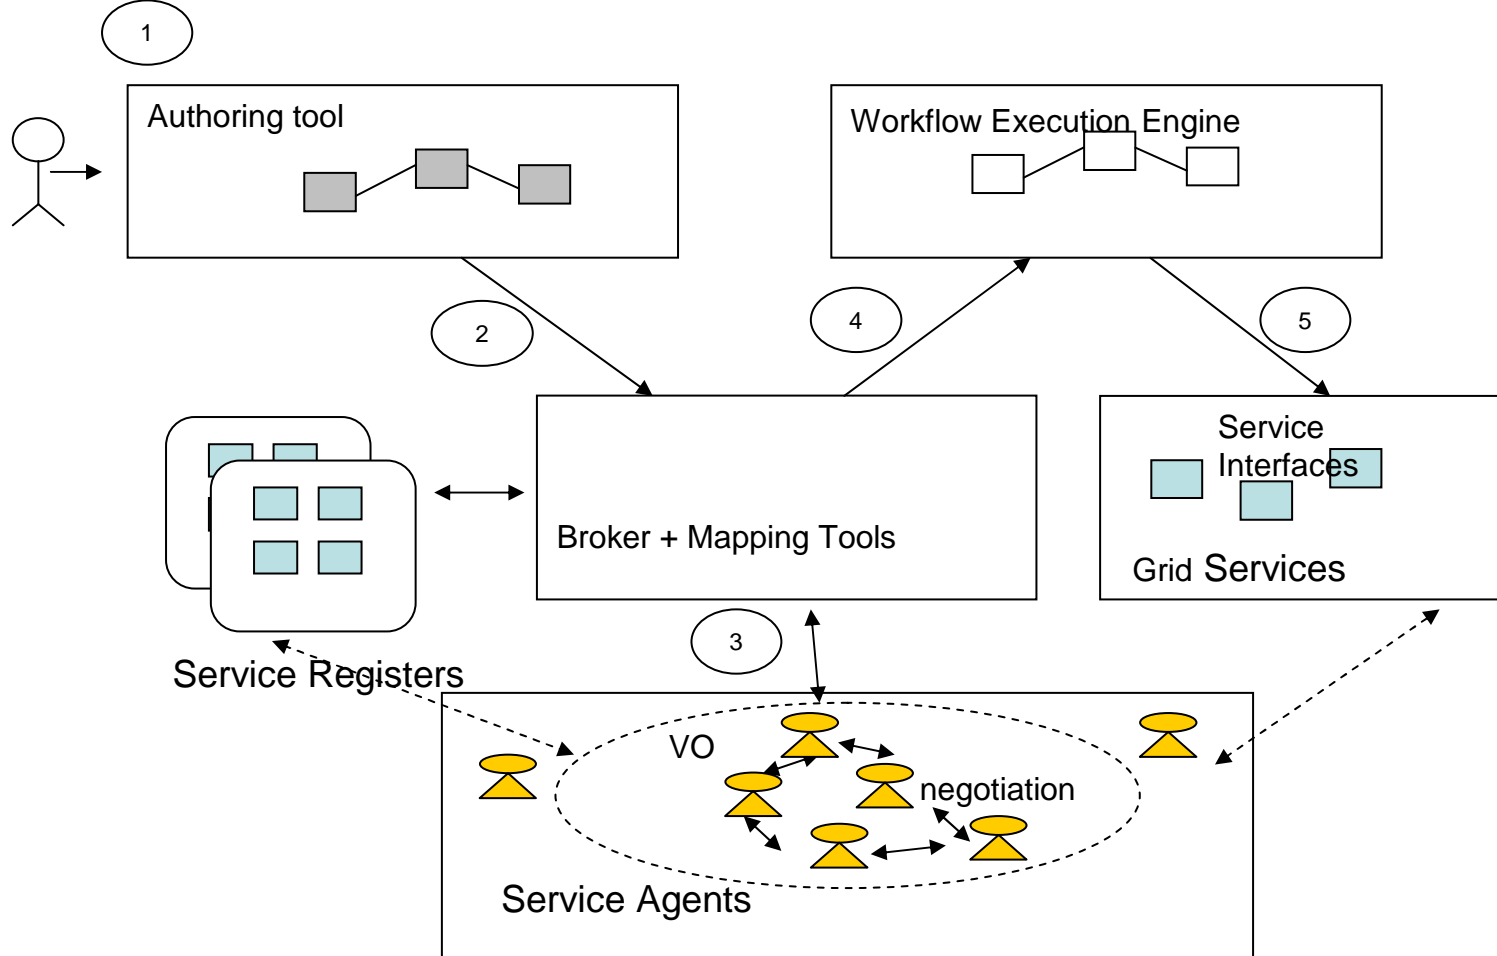 1
Authoring tool
Workflow Execution Engine
2
4
5
Service
Interfaces
Broker + Mapping Tools
Grid Services
3
Service Registers
VO
negotiation
Service Agents